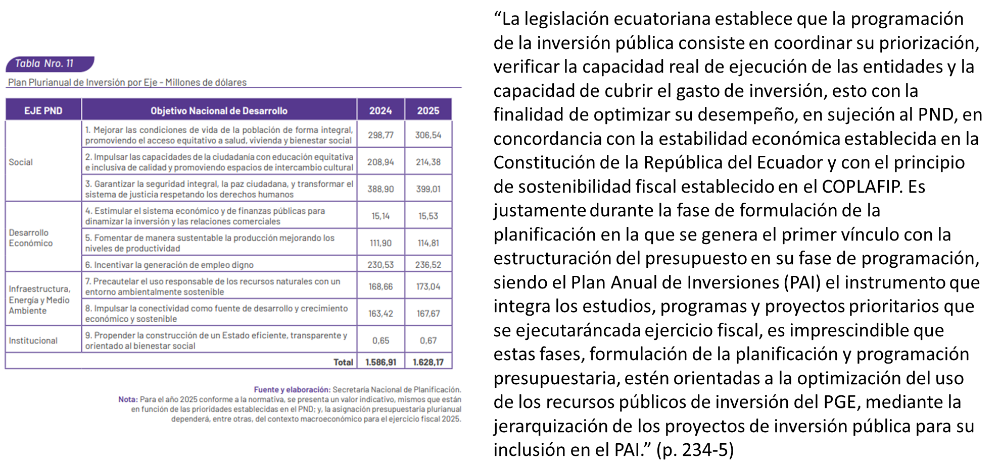 Tabla Nro. 11
Plan Plurianual de Inversión por Eje - Millones de dólares
EJE PND Objetivo Nacional de Desarrollo 2024 2025
Social
1. Mejorar las condiciones de vida de la población de forma integral,
promoviendo el acceso equitativo a salud, vivienda y bienestar social
298,77 306,54
2. Impulsar las capacidades de la ciudadanía con educación equitativa
e inclusiva de calidad y promoviendo espacios de intercambio cultural
208,94 214,38
3. Garantizar la seguridad integral, la paz ciudadana, y transformar el
sistema de justicia respetando los derechos humanos
388,90 399,01
Desarrollo
Económico
4. Estimular el sistema económico y de finanzas públicas para
dinamizar la inversión y las relaciones comerciales
15,14 15,53
5. Fomentar de manera sustentable la producción mejorando los
niveles de productividad
111,90 114,81
6. Incentivar la generación de empleo digno 230,53 236,52
Infraestructura,
Energía y Medio
Ambiente
7. Precautelar el uso responsable de los recursos naturales con un
entorno ambientalmente sostenible
168,66 173,04
8. Impulsar la conectividad como fuente de desarrollo y crecimiento
económico y sostenible
163,42 167,67
Institucional
9. Propender la construcción de un Estado eficiente, transparente y
orientado al bienestar social
0,65 0,67
Total 1.586,91 1.628,17
Fuente y elaboración: Secretaría Nacional de Planificación.
Nota: Para el año 2025 conforme a la normativa, se presenta un valor indicativo, mismos que están
en función de las prioridades establecidas en el PND; y, la asignación presupuestaria plurianual
dependerá, entre otras, del contexto macroeconómico para el ejercicio fiscal 2025.
“La legislación ecuatoriana establece que la programación
de la inversión pública consiste en coordinar su priorización,
verificar la capacidad real de ejecución de las entidades y la
capacidad de cubrir el gasto de inversión, esto con la
finalidad de optimizar su desempeño, en sujeción al PND, en
concordancia con la estabilidad económica establecida en la
Constitución de la República del Ecuador y con el principio
de sostenibilidad fiscal establecido en el COPLAFIP. Es
justamente durante la fase de formulación de la
planificación en la que se genera el primer vínculo con la
estructuración del presupuesto en su fase de programación,
siendo el Plan Anual de Inversiones (PAI) el instrumento que
integra los estudios, programas y proyectos prioritarios que
se ejecutaráncada ejercicio fiscal, es imprescindible que
estas fases, formulación de la planificación y programación
presupuestaria, estén orientadas a la optimización del uso
de los recursos públicos de inversión del PGE, mediante la
jerarquización de los proyectos de inversión pública para su
inclusión en el PAI.” (p. 234-5)